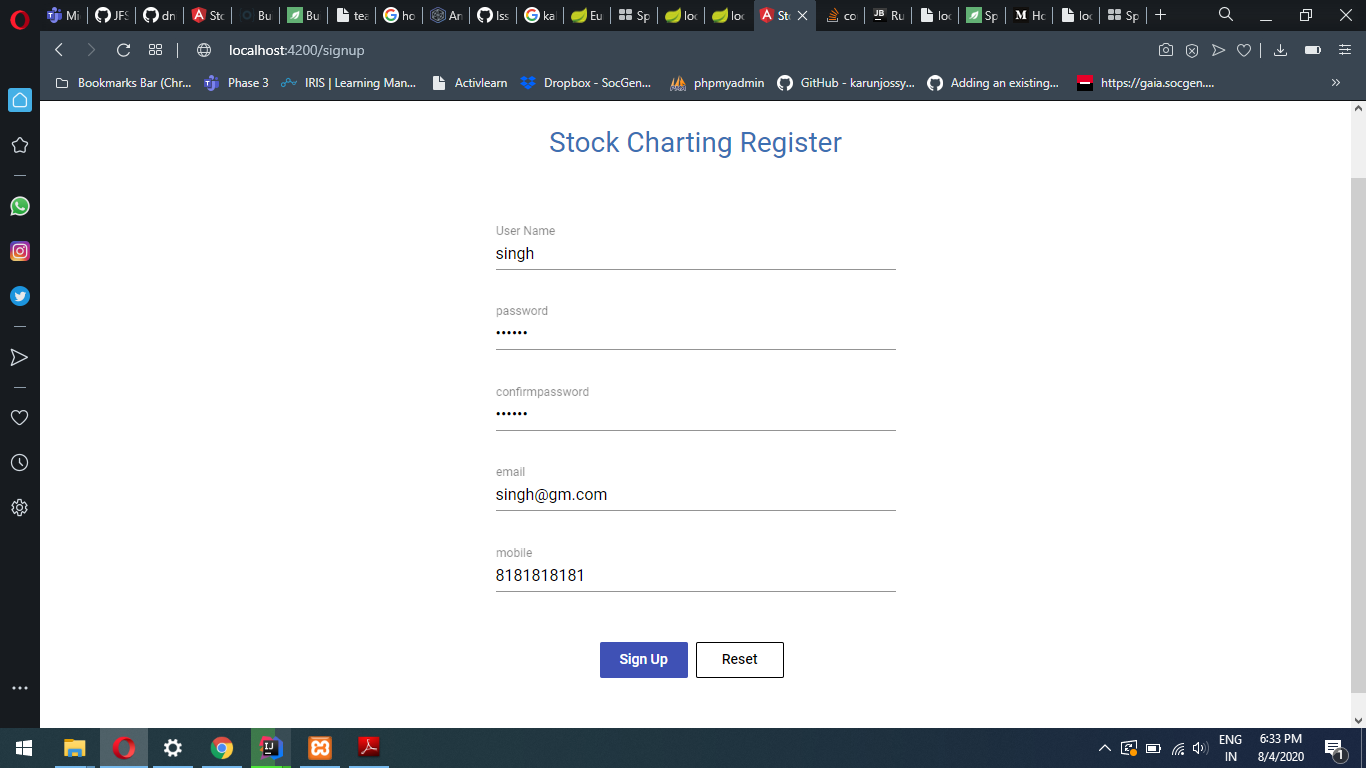 Mi
JFS
dn
Sto
Bu
Bu
tea
ho
An
Iss
kal
Eu
Sp
loc
loc
Sto
co
Ru
loc
Sp
Ho
loc
Sp
localhost:4200/signup
Bookmarks Bar (Chr...
Phase 3
IRIS | Learning Man...
Activlearn
Dropbox - SocGen...
phpmyadmin
GitHub - karunjossy...
Adding an existing...
https://gaia.socgen....
Stock Charting Register
User Name
singh
password
••••••
confirmpassword
••••••
email
singh@gm.com
mobile
8181818181
Sign Up
Reset
ENG
IN
6:33 PM
8/4/2020
1